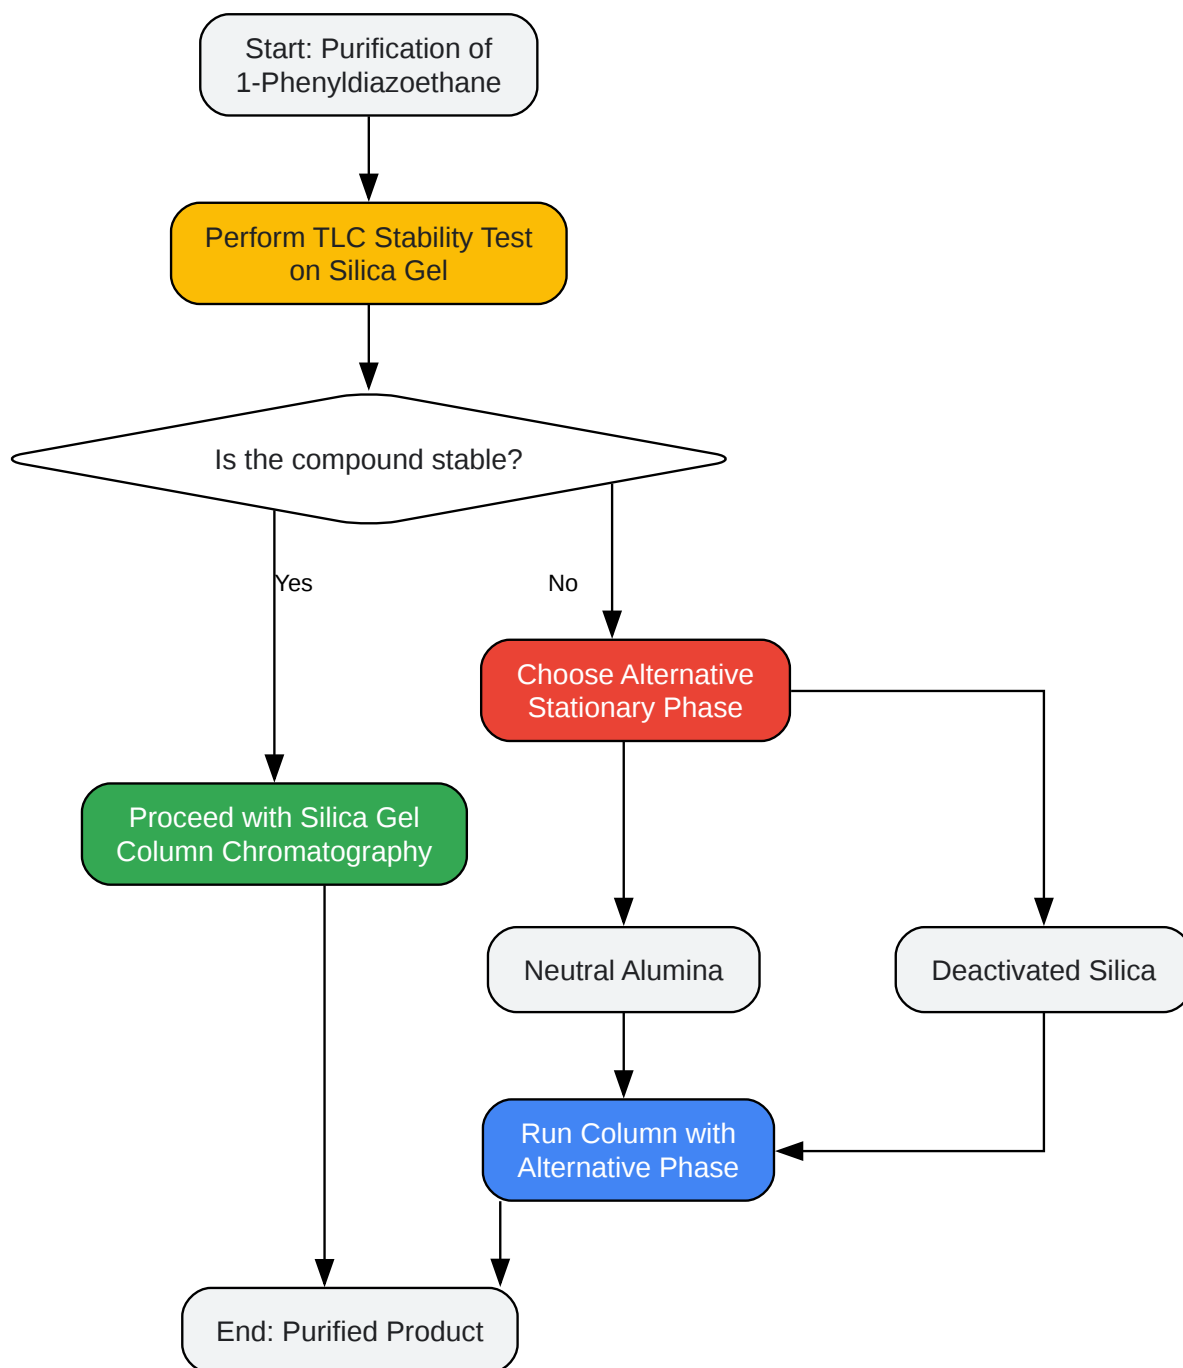 Start: Purification of
1-Phenyldiazoethane
Perform TLC Stability Test
on Silica Gel
Is the compound stable?
Yes
No
Choose Alternative
Stationary Phase
Proceed with Silica Gel
Column Chromatography
Neutral Alumina
Deactivated Silica
Run Column with
Alternative Phase
End: Purified Product